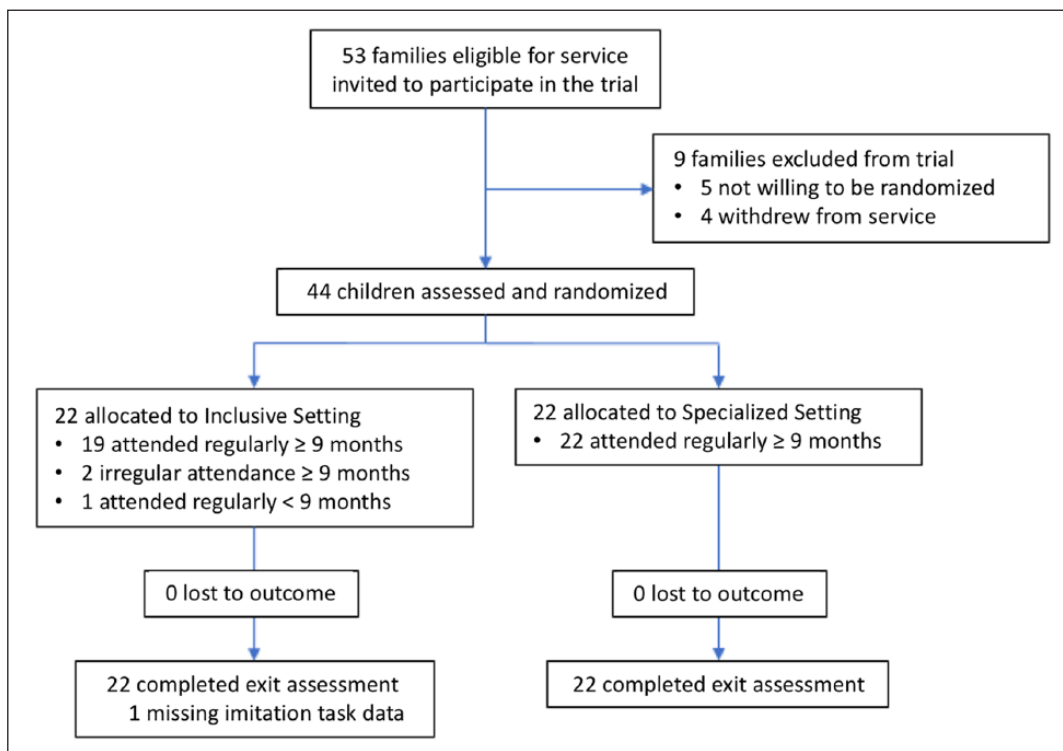 53 families eligible for service
invited to participate in the trial
9 families excluded from trial
• 5 not willing to be randomized
• 4 withdrew from service
44 children assessed and randomized
22 allocated to Inclusive Setting
• 19 attended regularly ≥ 9 months
• 2 irregular attendance ≥ 9 months
• 1 attended regularly < 9 months
22 allocated to Specialized Setting
• 22 attended regularly ≥ 9 months
0 lost to outcome
0 lost to outcome
22 completed exit assessment
1 missing imitation task data
22 completed exit assessment